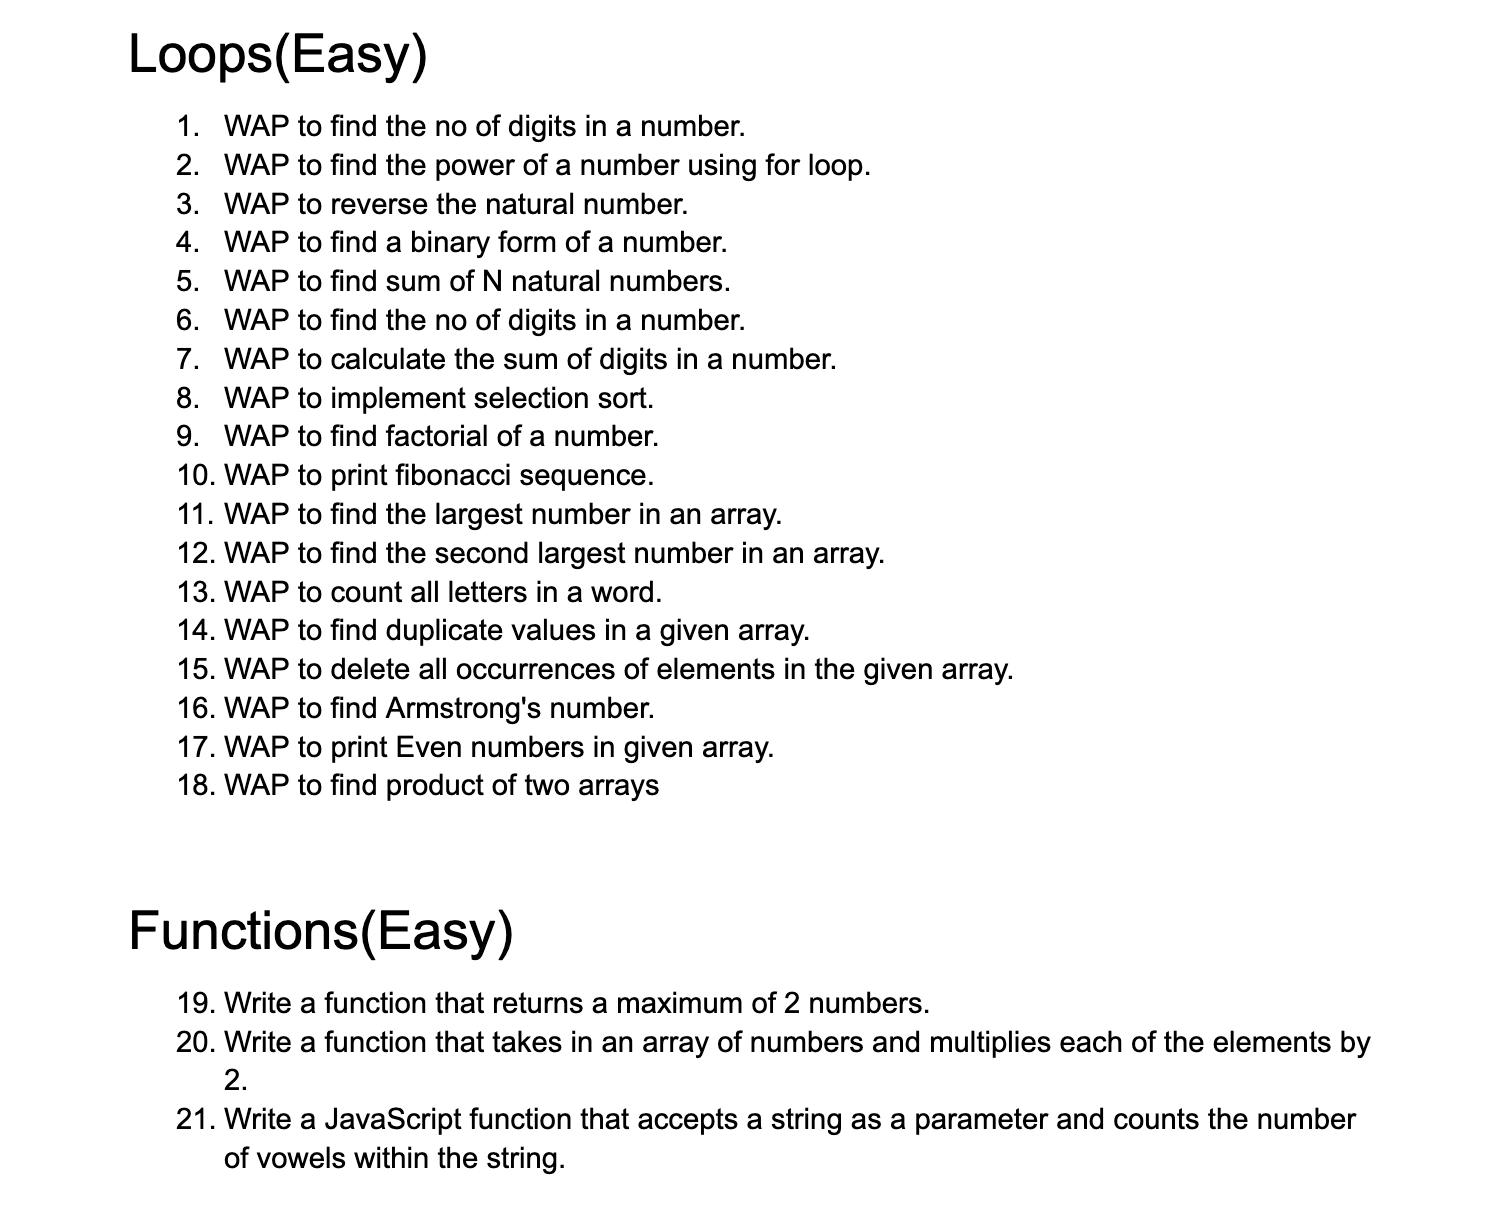 Loops(Easy)
1. WAP to find the no of digits in a number.
2. WAP to find the power of a number using for loop.
3. WAP to reverse the natural number.
4. WAP to find a binary form of a number.
5. WAP to find sum of N natural numbers.
6. WAP to find the no of digits in a number.
7. WAP to calculate the sum of digits in a number.
8. WAP to implement selection sort.
9. WAP to find factorial of a number.
10. WAP to print fibonacci sequence.
11. WAP to find the largest number in an array.
12. WAP to find the second largest number in an array.
13. WAP to count all letters in a word.
14. WAP to find duplicate values in a given array.
15. WAP to delete all occurrences of elements in the given array.
16. WAP to find Armstrong's number.
17. WAP to print Even numbers in given array.
18. WAP to find product of two arrays
Functions(Easy)
19. Write a function that returns a maximum of 2 numbers.
20. Write a function that takes in an array of numbers and multiplies each of the elements by
2.
21. Write a JavaScript function that accepts a string as a parameter and counts the number
of vowels within the string.